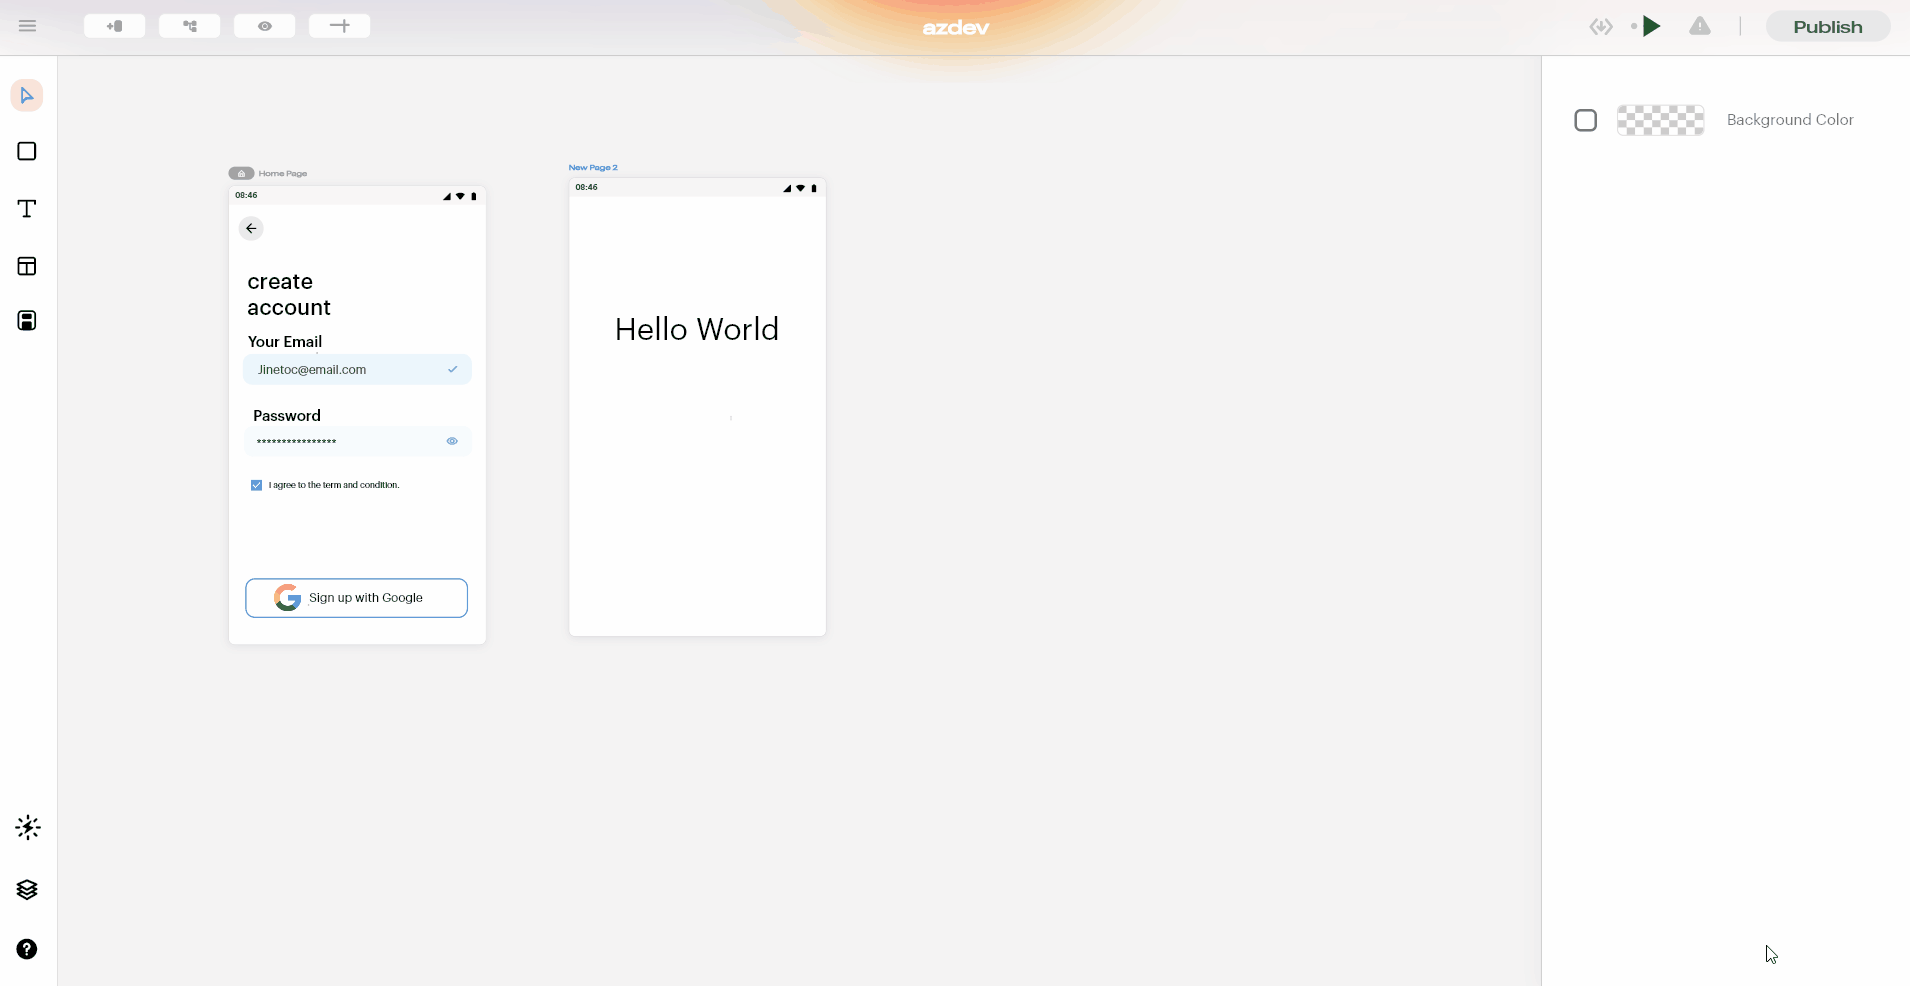 azdev
Publish
Background Color
Home Page
08:46
create
account
Your Email
Jinetoc@email.com
Password
****************
I agree to the term and condition.
Sign up with Google
New Page 2
08:46
Hello World